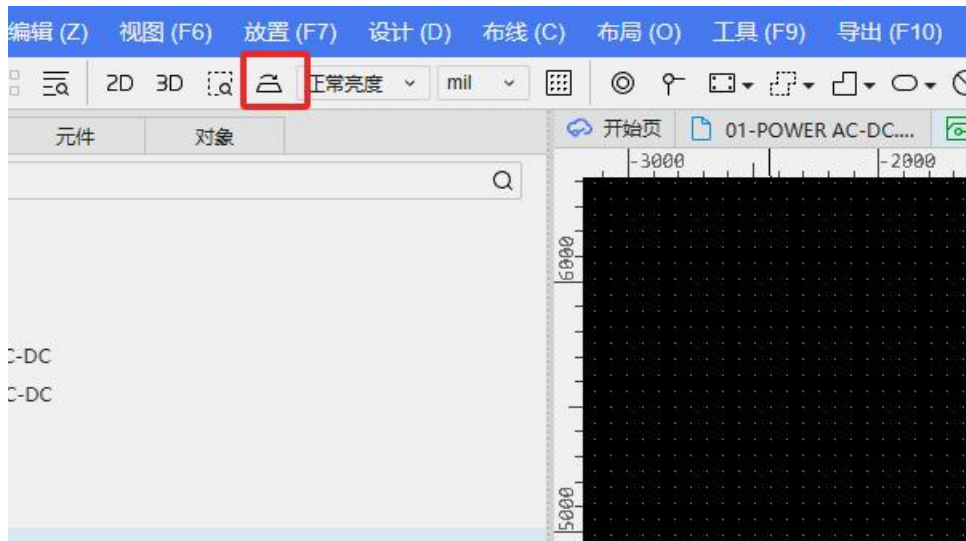 编辑 (Z) 视图 (F6) 放置 (F7) 设计 (D) 布线 (C) 布局 (O) 工具 (F9) 导出 (F10)
2D 3D 正常亮度 mil
元件 对象 开始页 01-POWER AC-DC....
-3000 -2000
6000
C-DC
C-DC
5000